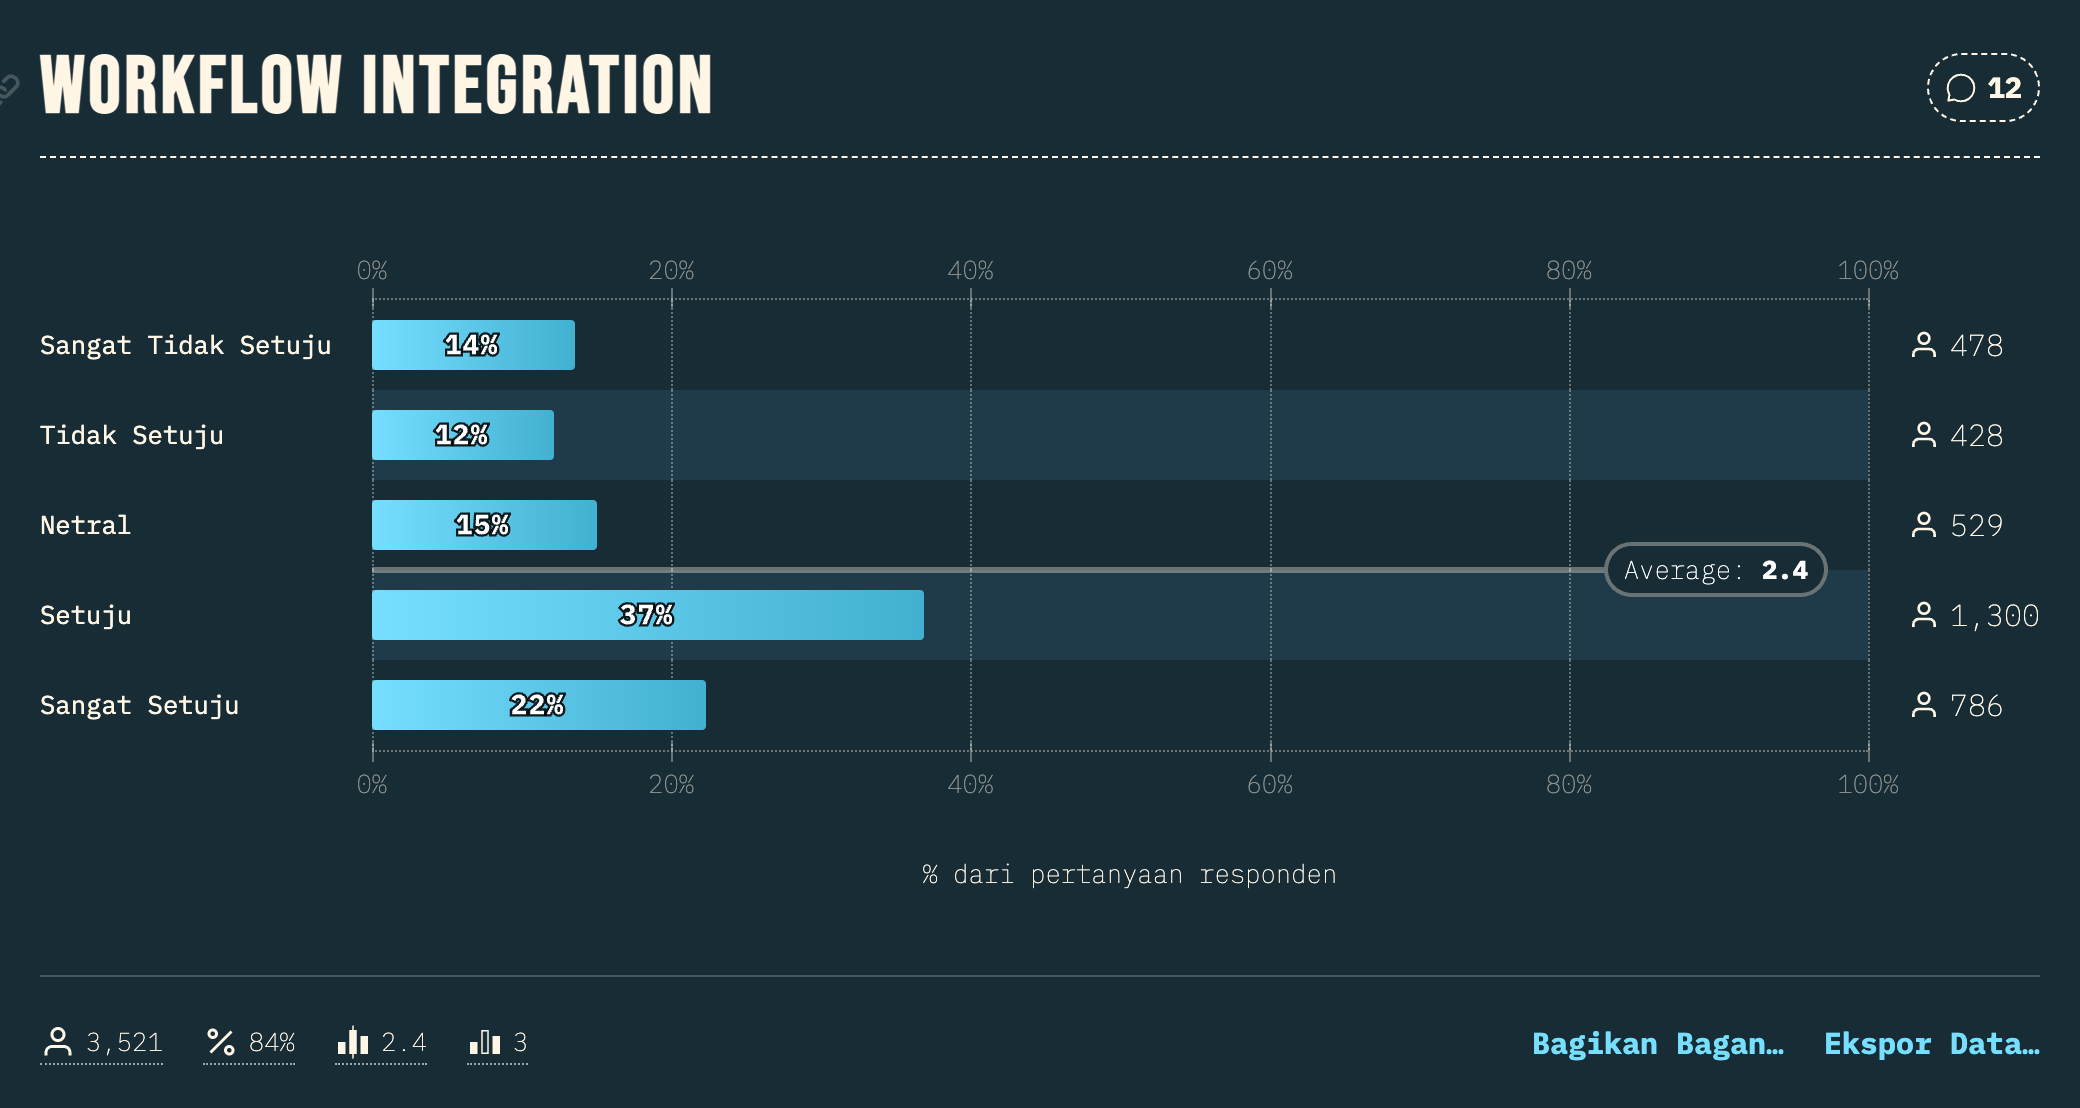 WORKFLOW INTEGRATION
12
0% 20% 40% 60% 80% 100%
Sangat Tidak Setuju 14% 478
Tidak Setuju 12% 428
Netral 15% 529
Average: 2.4
Setuju 37% 1,300
Sangat Setuju 22% 786
0% 20% 40% 60% 80% 100%
% dari pertanyaan responden
3,521 84% 2.4 3 Bagikan Bagan… Ekspor Data…